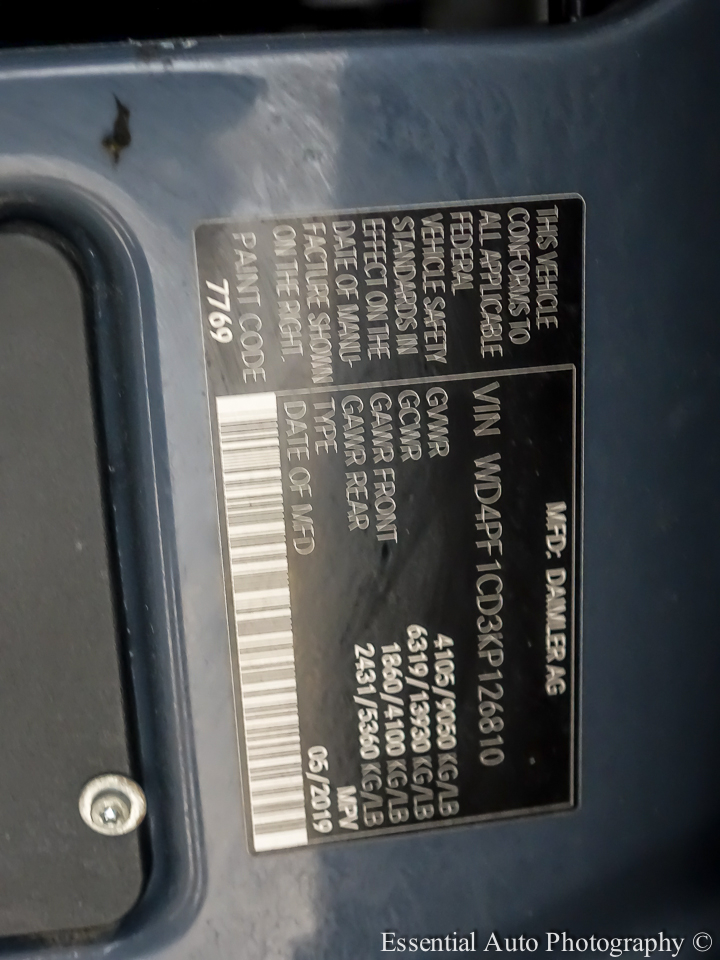 THIS VEHICLE
CONFORMS TO
ALL APPLICABLE
FEDERAL
VEHICLE SAFETY
STANDARDS IN
EFFECT ON THE
DATE OF MANU-
FACTURE SHOWN
ON THE RIGHT.
PAINT CODE
7769
MFD: DAIMLER AG
VIN WD4PF1CD3KP126810
GVWR 4105/9050 KG/LB
GCWR 6319/13930 KG/LB
GAWR FRONT 1860/4100 KG/LB
GAWR REAR 2431/5360 KG/LB
TYPE MPV
DATE OF MFD 05/2019
Essential Auto Photography ©